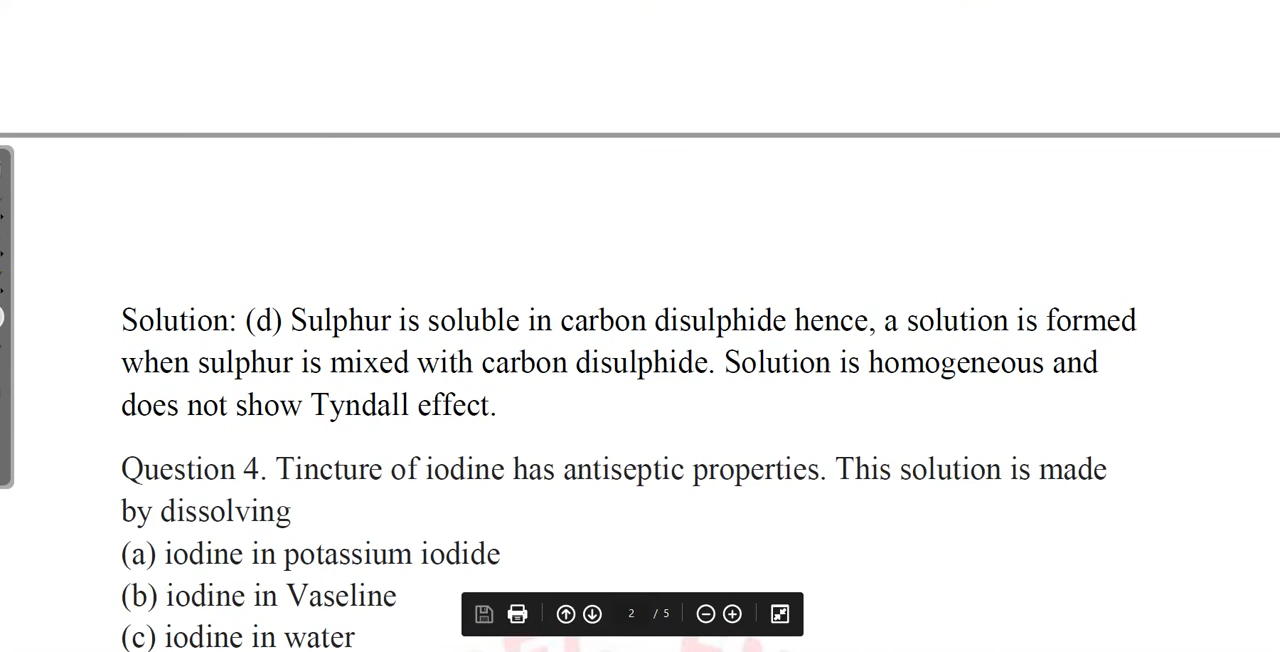 Solution: (d) Sulphur is soluble in carbon disulphide hence, a solution is formed
when sulphur is mixed with carbon disulphide. Solution is homogeneous and
does not show Tyndall effect.
Question 4. Tincture of iodine has antiseptic properties. This solution is made
by dissolving
(a) iodine in potassium iodide
(b) iodine in Vaseline
2 / 5
(c) iodine in water